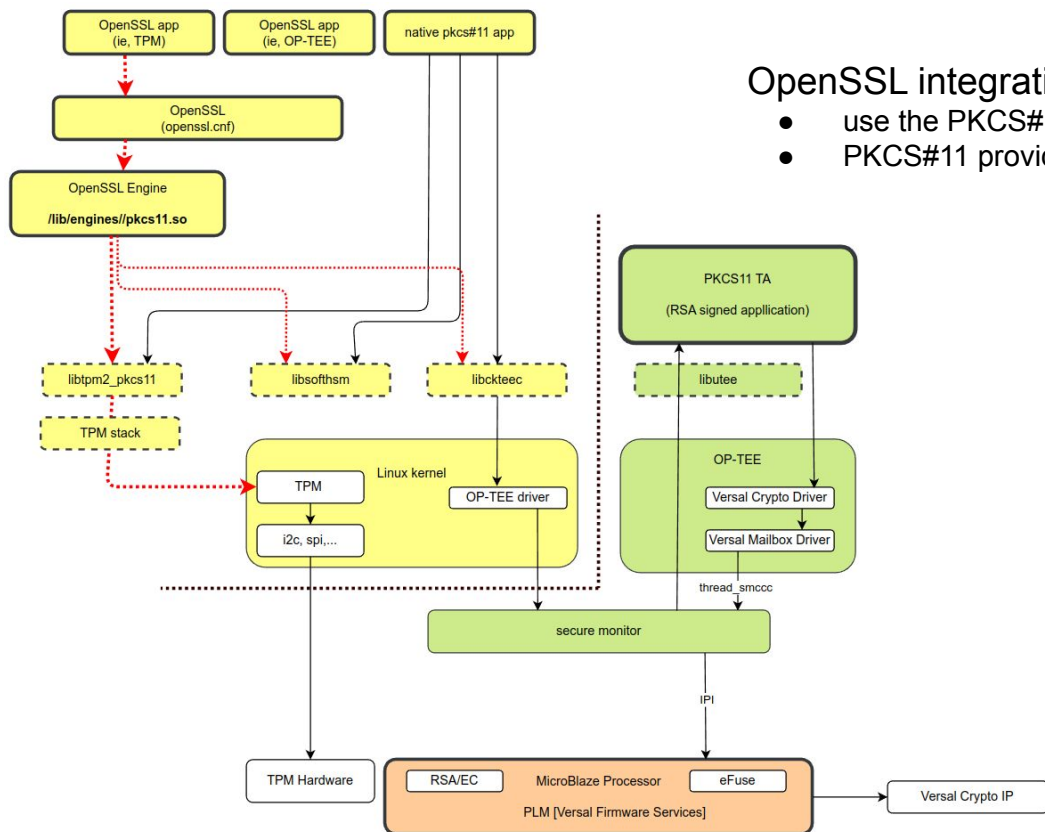 OpenSSL app
(ie, TPM)
OpenSSL app
(ie, OP-TEE)
native pkcs#11 app
OpenSSL
(openssl.cnf)
OpenSSL integrati
● use the PKCS#
● PKCS#11 provid
OpenSSL Engine
/lib/engines//pkcs11.so
PKCS11 TA
(RSA signed appllication)
libtpm2_pkcs11
libsofthsm
libckteec
libutee
TPM stack
Linux kernel
TPM
OP-TEE driver
i2c, spi,...
OP-TEE
Versal Crypto Driver
Versal Mailbox Driver
thread_smccc
secure monitor
IPI
TPM Hardware
RSA/EC
MicroBlaze Processor
eFuse
PLM [Versal Firmware Services]
Versal Crypto IP